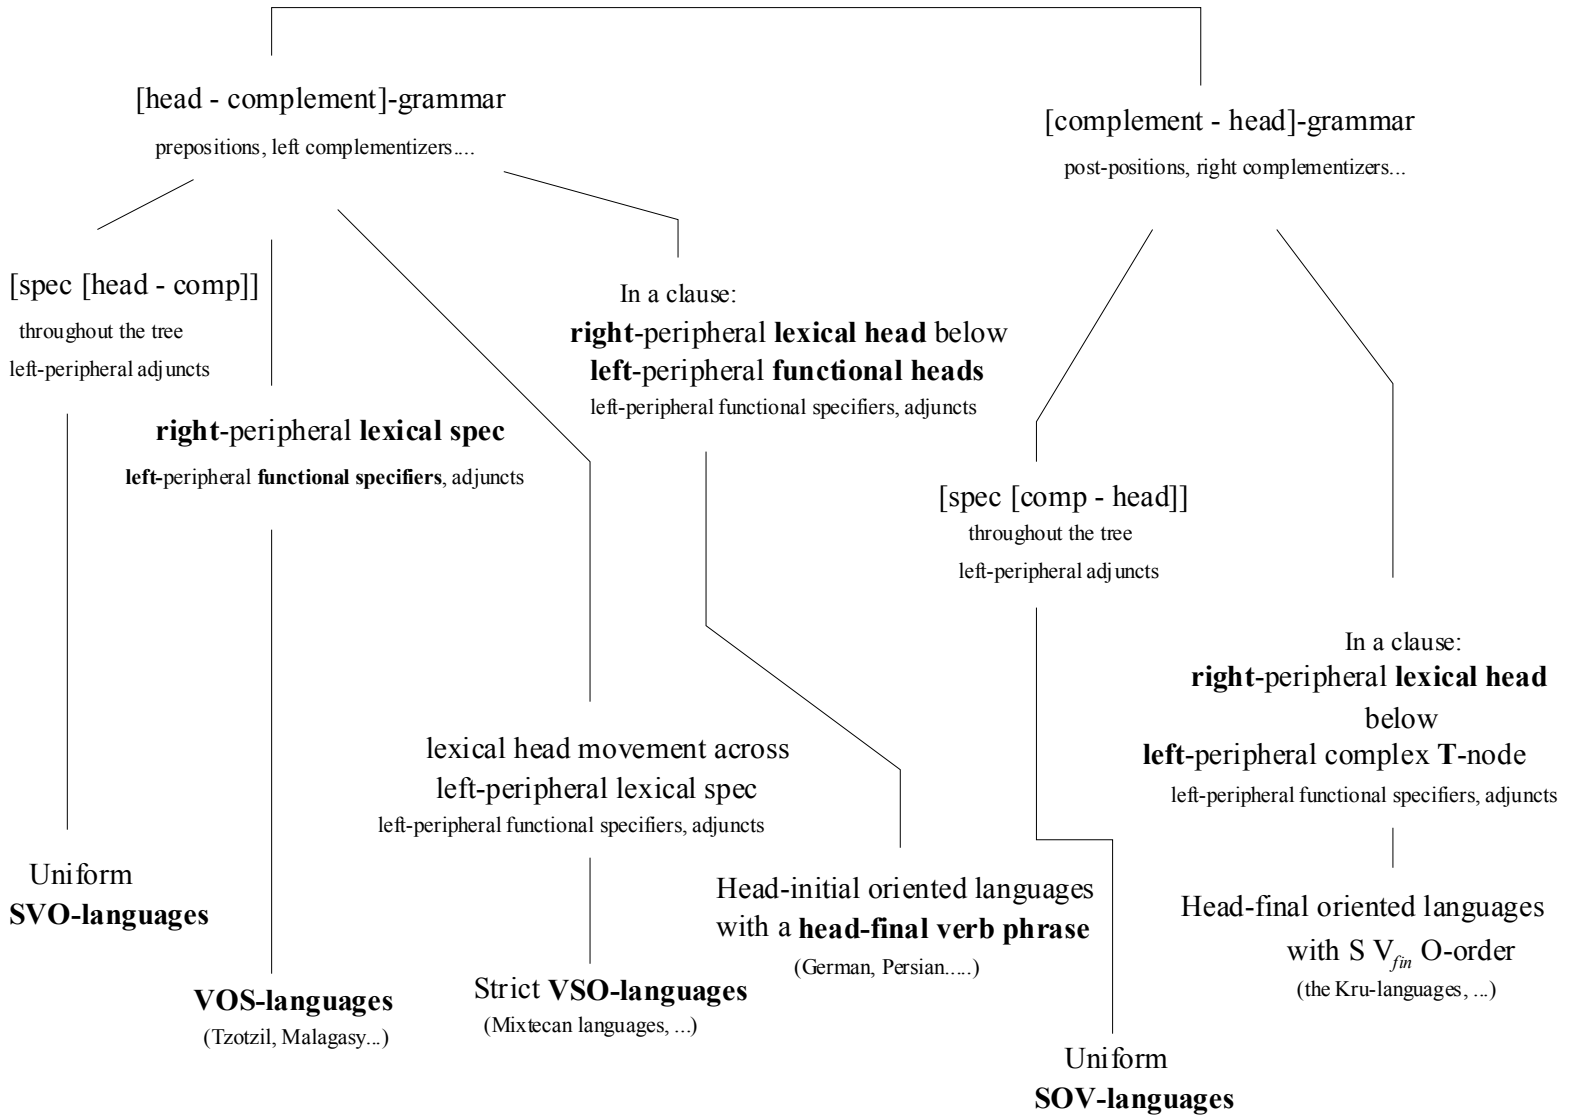 [head - complement]-grammar
prepositions, left complementizers....
[complement - head]-grammar
post-positions, right complementizers...
[spec [head - comp]]
throughout the tree
left-peripheral adjuncts
right-peripheral lexical spec
left-peripheral functional specifiers, adjuncts
In a clause:
right-peripheral lexical head below
left-peripheral functional heads
left-peripheral functional specifiers, adjuncts
[spec [comp - head]]
throughout the tree
left-peripheral adjuncts
In a clause:
right-peripheral lexical head
below
left-peripheral complex T-node
left-peripheral functional specifiers, adjuncts
lexical head movement across
left-peripheral lexical spec
left-peripheral functional specifiers, adjuncts
Uniform
SVO-languages
VOS-languages
(Tzotzil, Malagasy...)
Strict VSO-languages
(Mixtecan languages, ...)
Head-initial oriented languages
with a head-final verb phrase
(German, Persian.....)
Uniform
SOV-languages
Head-final oriented languages
with S Vfin O-order
(the Kru-languages, ...)